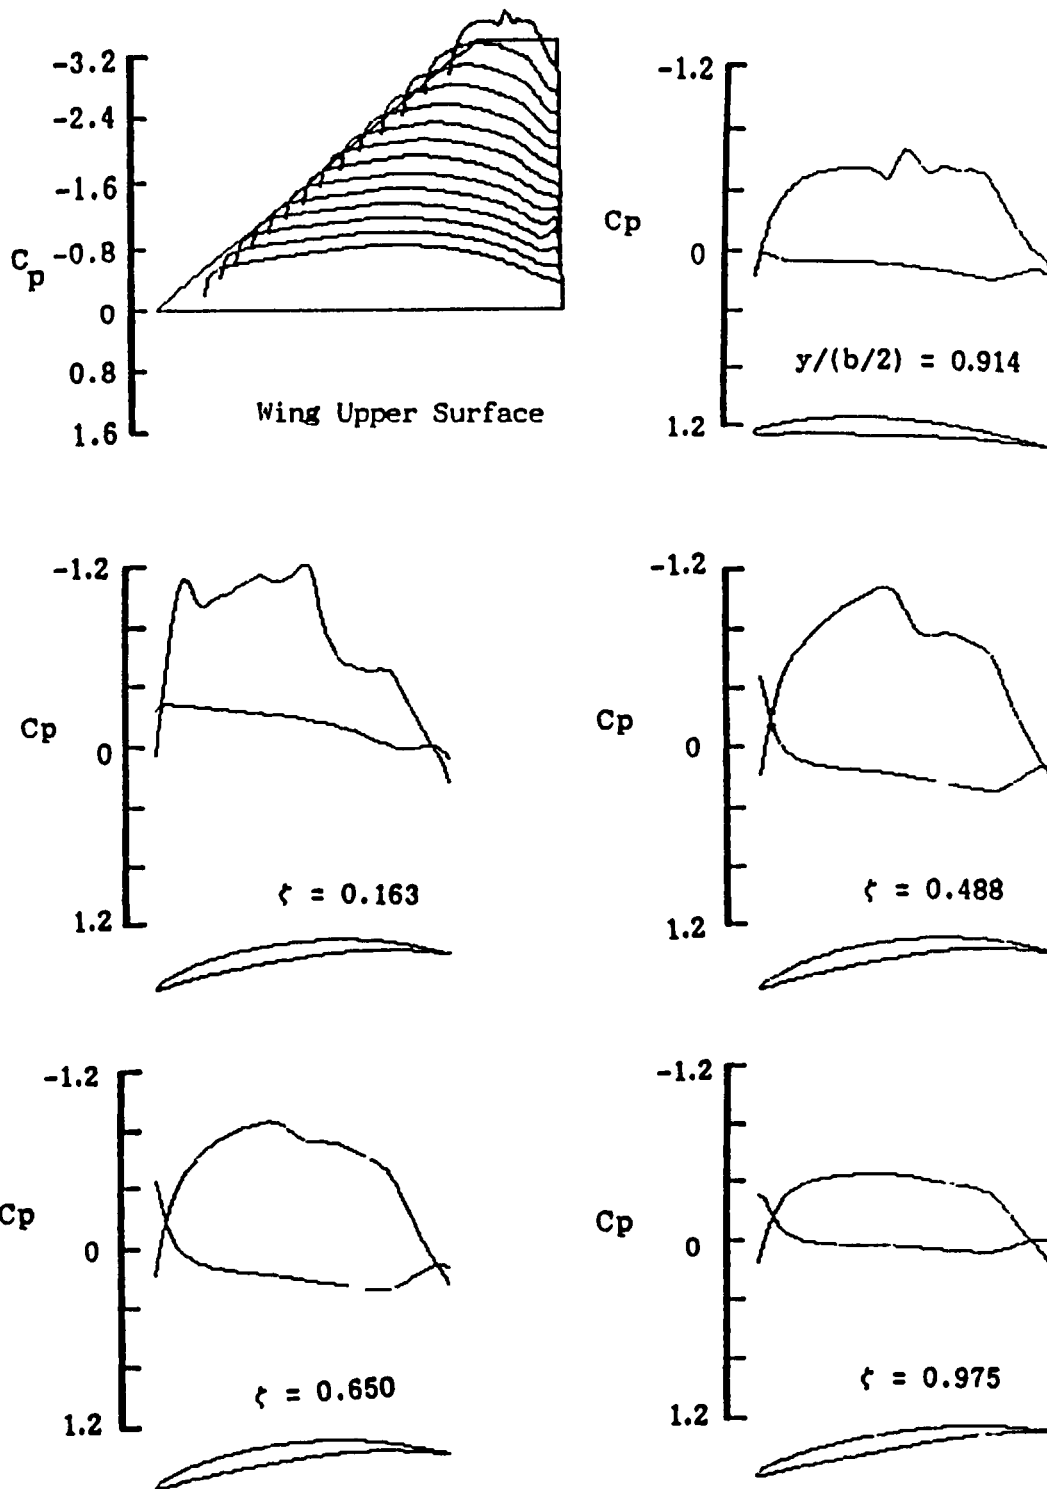 -3.2
-2.4
-1.6
Cp -0.8
0
0.8
1.6
Wing Upper Surface
-1.2
Cp
0
y/(b/2) = 0.914
1.2
-1.2
Cp
0
ζ = 0.163
1.2
-1.2
Cp
0
ζ = 0.488
1.2
-1.2
Cp
0
ζ = 0.650
1.2
-1.2
Cp
0
ζ = 0.975
1.2